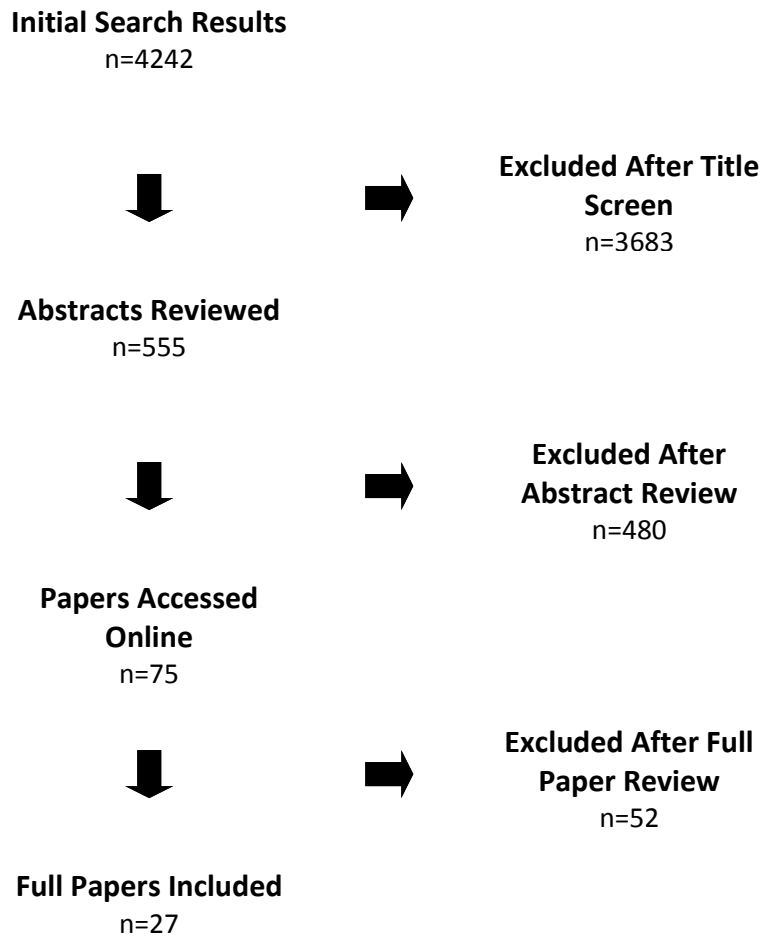 Initial Search Results
n=4242
Excluded After Title
Screen
n=3683
Abstracts Reviewed
n=555
Excluded After
Abstract Review
n=480
Papers Accessed
Online
n=75
Excluded After Full
Paper Review
n=52
Full Papers Included
n=27